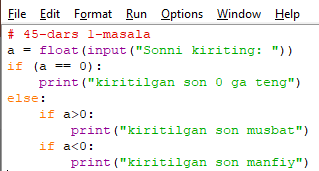 File Edit Format Run Options Window Help
# 45-dars 1-masala
a = float(input("Sonni kiriting: "))
if (a == 0):
    print("kiritilgan son 0 ga teng")
else:
    if a>0:
        print("kiritilgan son musbat")
    if a<0:
        print("kiritilgan son manfiy")